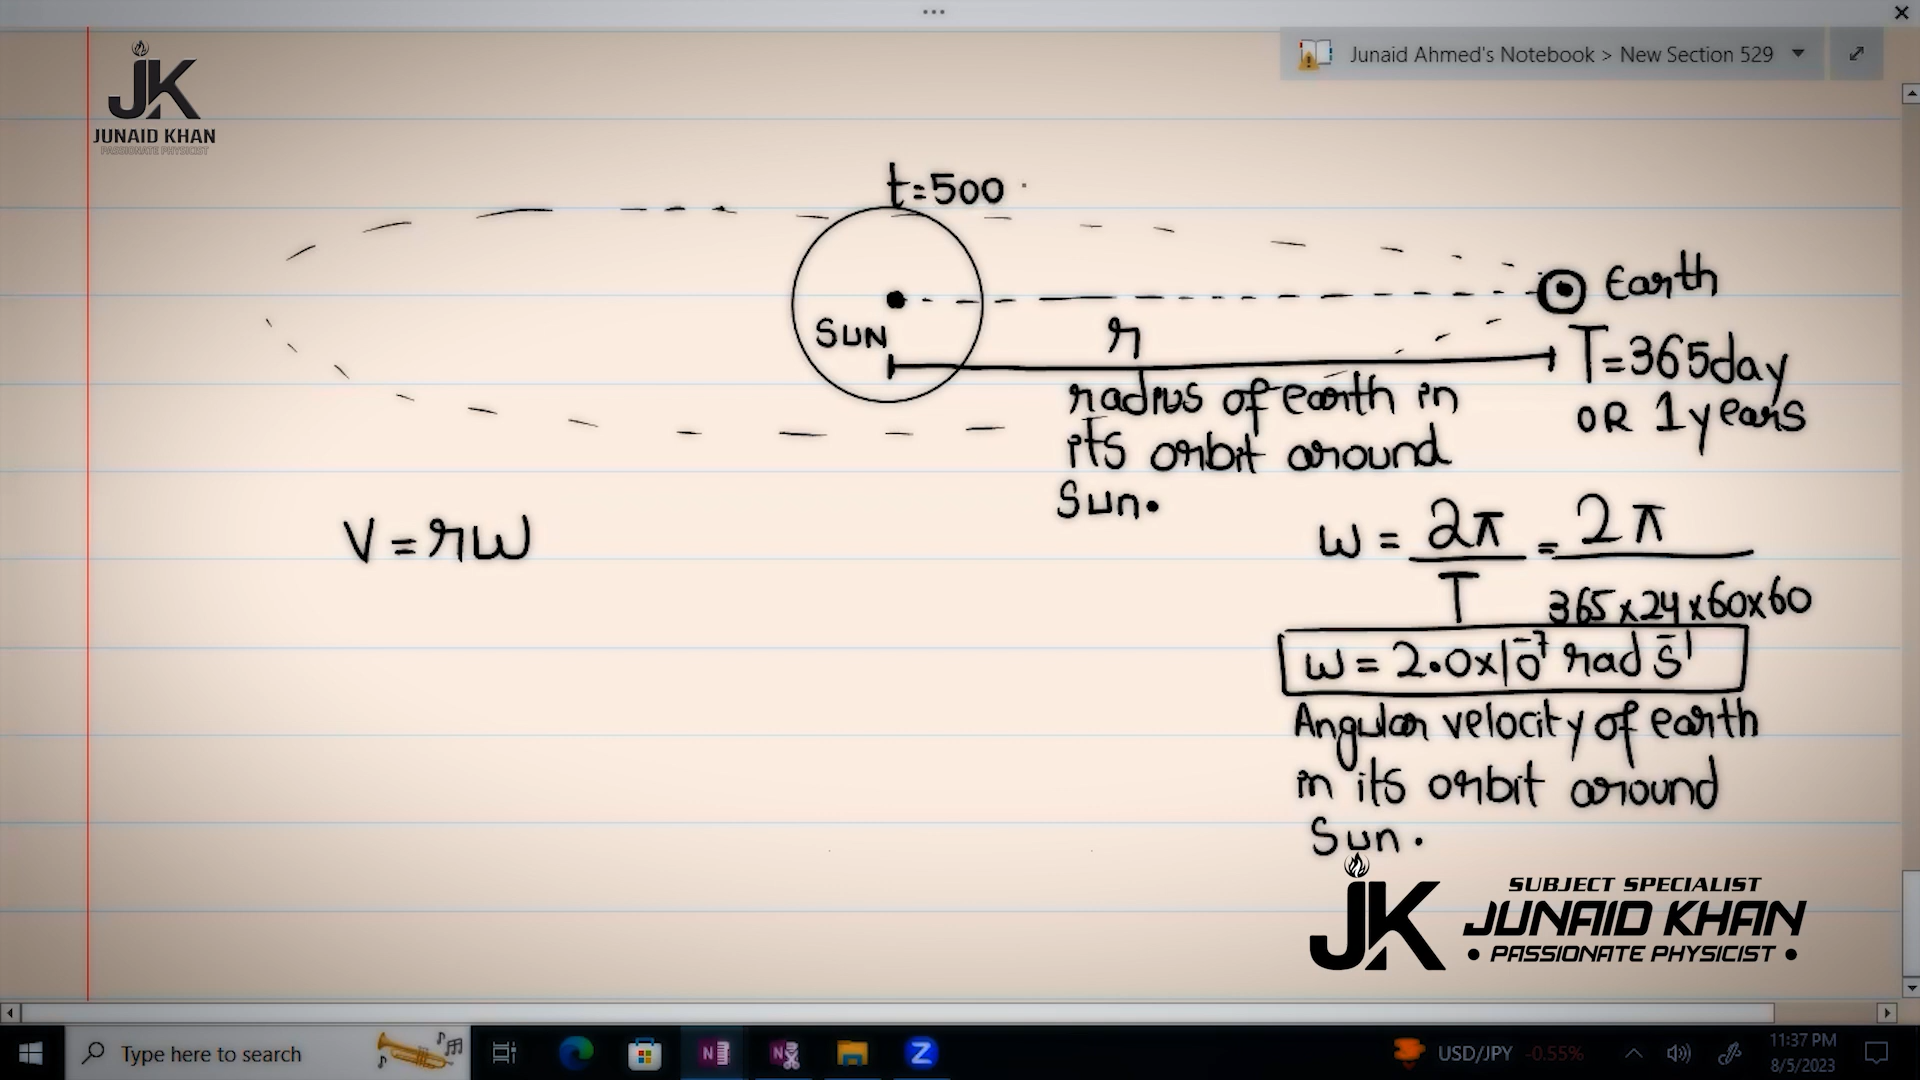 ...
Junaid Ahmed's Notebook > New Section 529
JK
JUNAID KHAN
PASSIONATE PHYSICIST
t=500
SUN
r
Earth
T=365day
OR 1years
radius of earth in
its orbit around
Sun.
V = rω
ω = 2π/T = 2π/365x24x60x60
ω = 2.0x10⁻⁷ rad s⁻¹
Angular velocity of earth
in its orbit around
Sun.
JK
SUBJECT SPECIALIST
JUNAID KHAN
• PASSIONATE PHYSICIST •
Type here to search
USD/JPY -0.55%
11:37 PM
8/5/2023